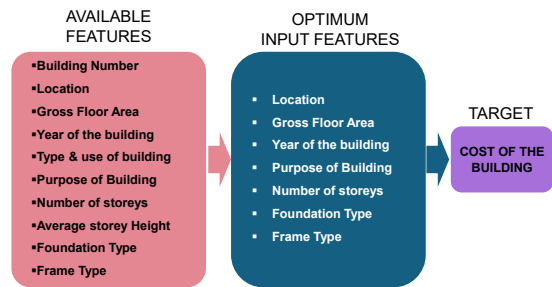 AVAILABLE
FEATURES
▪Building Number
▪Location
▪Gross Floor Area
▪Year of the building
▪Type & use of building
▪Purpose of Building
▪Number of storeys
▪Average storey Height
▪Foundation Type
▪Frame Type
OPTIMUM
INPUT FEATURES
▪ Location
▪ Gross Floor Area
▪ Year of the building
▪ Purpose of Building
▪ Number of storeys
▪ Foundation Type
▪ Frame Type
TARGET
COST OF THE
BUILDING